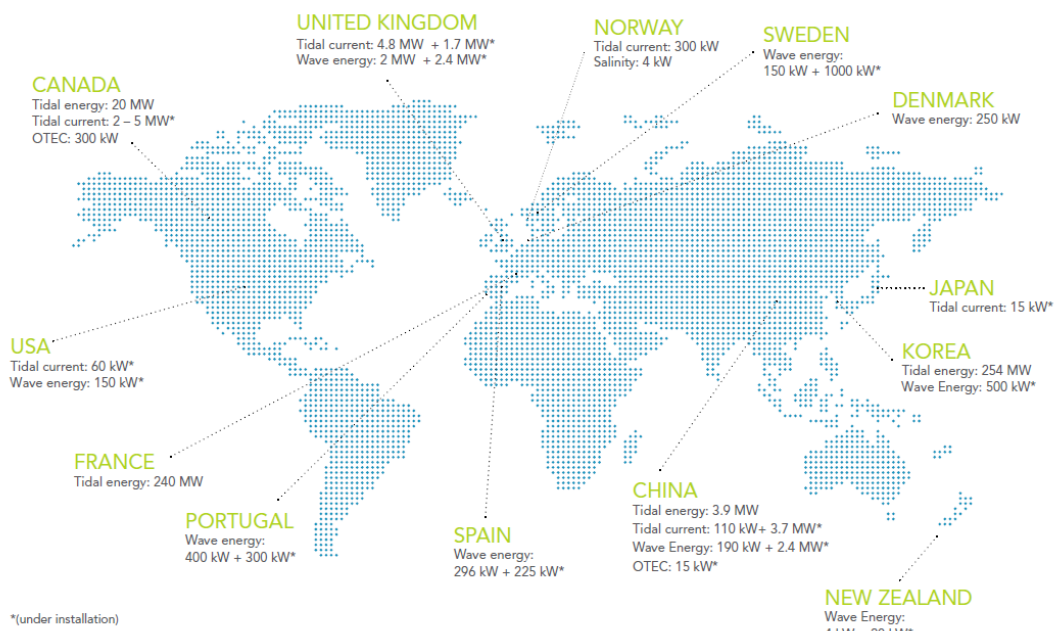 UNITED KINGDOM
Tidal current: 4.8 MW + 1.7 MW*
Wave energy: 2 MW + 2.4 MW*
NORWAY
Tidal current: 300 kW
Salinity: 4 kW
SWEDEN
Wave energy:
150 kW + 1000 kW*
CANADA
Tidal energy: 20 MW
Tidal current: 2 – 5 MW*
OTEC: 300 kW
DENMARK
Wave energy: 250 kW
JAPAN
Tidal current: 15 kW*
USA
Tidal current: 60 kW*
Wave energy: 150 kW*
KOREA
Tidal energy: 254 MW
Wave Energy: 500 kW*
FRANCE
Tidal energy: 240 MW
PORTUGAL
Wave energy:
400 kW + 300 kW*
SPAIN
Wave energy:
296 kW + 225 kW*
CHINA
Tidal energy: 3.9 MW
Tidal current: 110 kW+ 3.7 MW*
Wave Energy: 190 kW + 2.4 MW*
OTEC: 15 kW*
NEW ZEALAND
Wave Energy:
*(under installation)